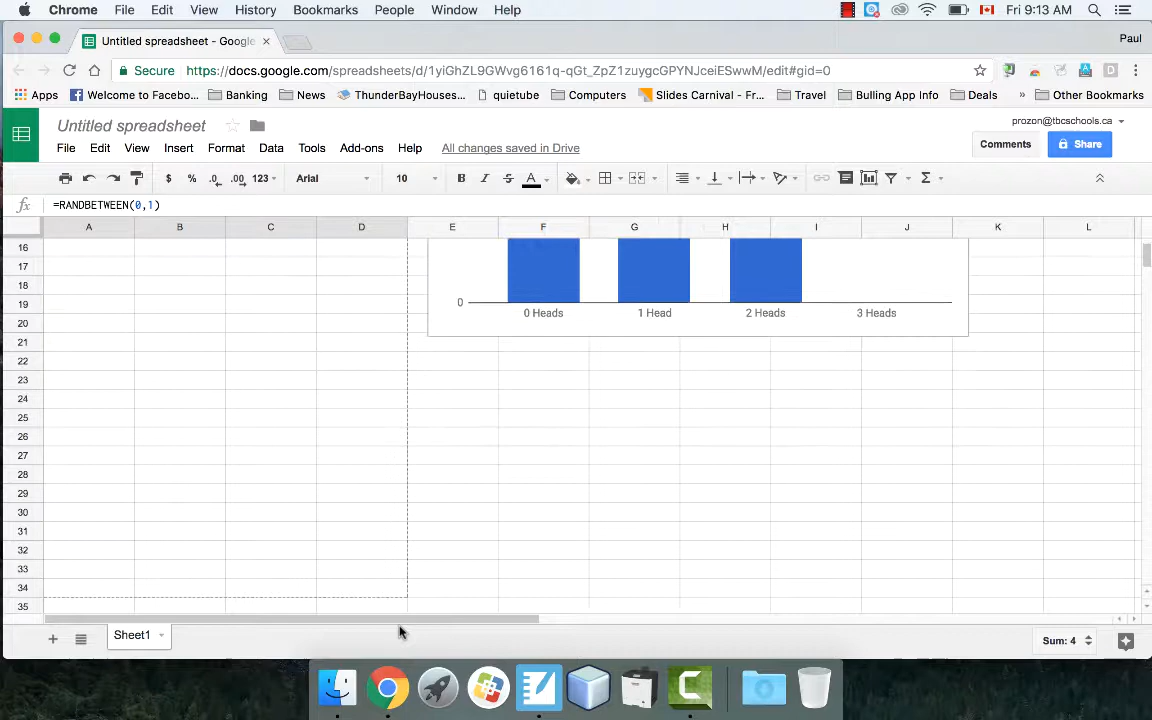 Chrome File Edit View History Bookmarks People Window Help Fri 9:13 AM
Untitled spreadsheet - Google Paul
Secure https://docs.google.com/spreadsheets/d/1yiGhZL9GWvg6161q-qGt_ZpZ1zuygcGPYNJceiESwwM/edit#gid=0
Apps Welcome to Facebo... Banking News ThunderBayHouses... quietube Computers Slides Carnival - Fr... Travel Bulling App Info Deals » Other Bookmarks
Untitled spreadsheet prozon@tbcschools.ca
File Edit View Insert Format Data Tools Add-ons Help All changes saved in Drive Comments Share
$ % .0 .00 123 Arial 10 B I S A Σ
fx =RANDBETWEEN(0,1)
A B C D E F G H I J K L
16
17
18
19
0
20 0 Heads 1 Head 2 Heads 3 Heads
21
22
23
24
25
26
27
28
29
30
31
32
33
34
35
+ Sheet1 Sum: 4